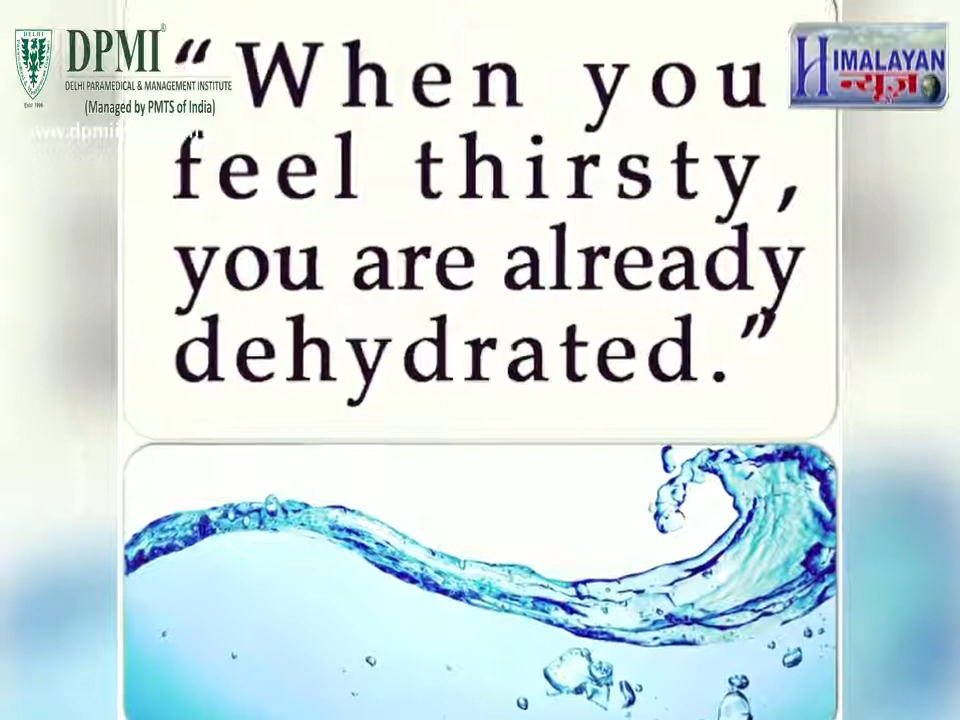 DELHI
DPMI®
DELHI PARAMEDICAL & MANAGEMENT INSTITUTE
(Managed by PMTS of India)
HIMALAYAN
न्यूज़
“When you
feel thirsty,
you are already
dehydrated.”